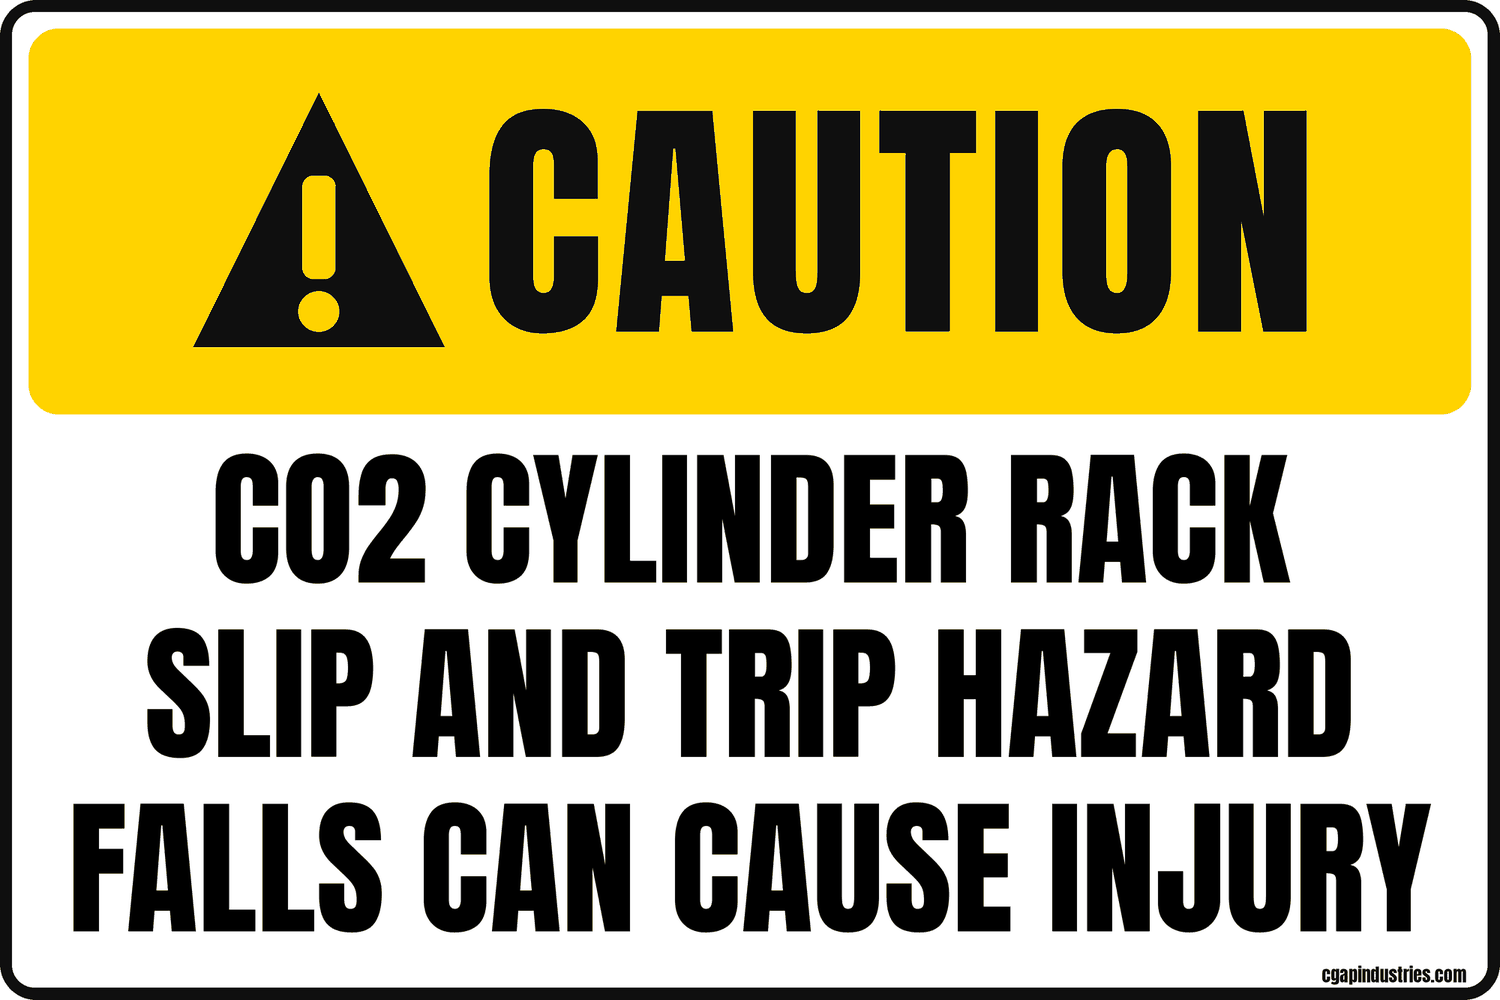 CAUTION
CO2 CYLINDER RACK
SLIP AND TRIP HAZARD
FALLS CAN CAUSE INJURY
cgapindustries.com